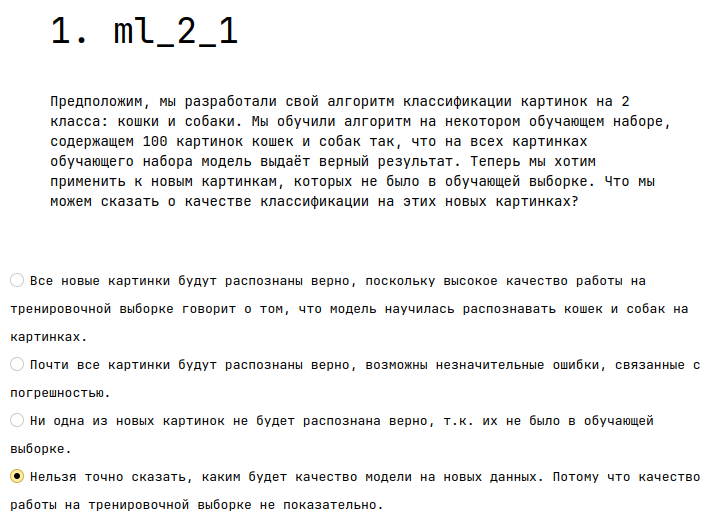 1. ml_2_1
Предположим, мы разработали свой алгоритм классификации картинок на 2
класса: кошки и собаки. Мы обучили алгоритм на некотором обучающем наборе,
содержащем 100 картинок кошек и собак так, что на всех картинках
обучающего набора модель выдаёт верный результат. Теперь мы хотим
применить к новым картинкам, которых не было в обучающей выборке. Что мы
можем сказать о качестве классификации на этих новых картинках?
Все новые картинки будут распознаны верно, поскольку высокое качество работы на
тренировочной выборке говорит о том, что модель научилась распознавать кошек и собак на
картинках.
Почти все картинки будут распознаны верно, возможны незначительные ошибки, связанные с
погрешностью.
Ни одна из новых картинок не будет распознана верно, т.к. их не было в обучающей
выборке.
Нельзя точно сказать, каким будет качество модели на новых данных. Потому что качество
работы на тренировочной выборке не показательно.